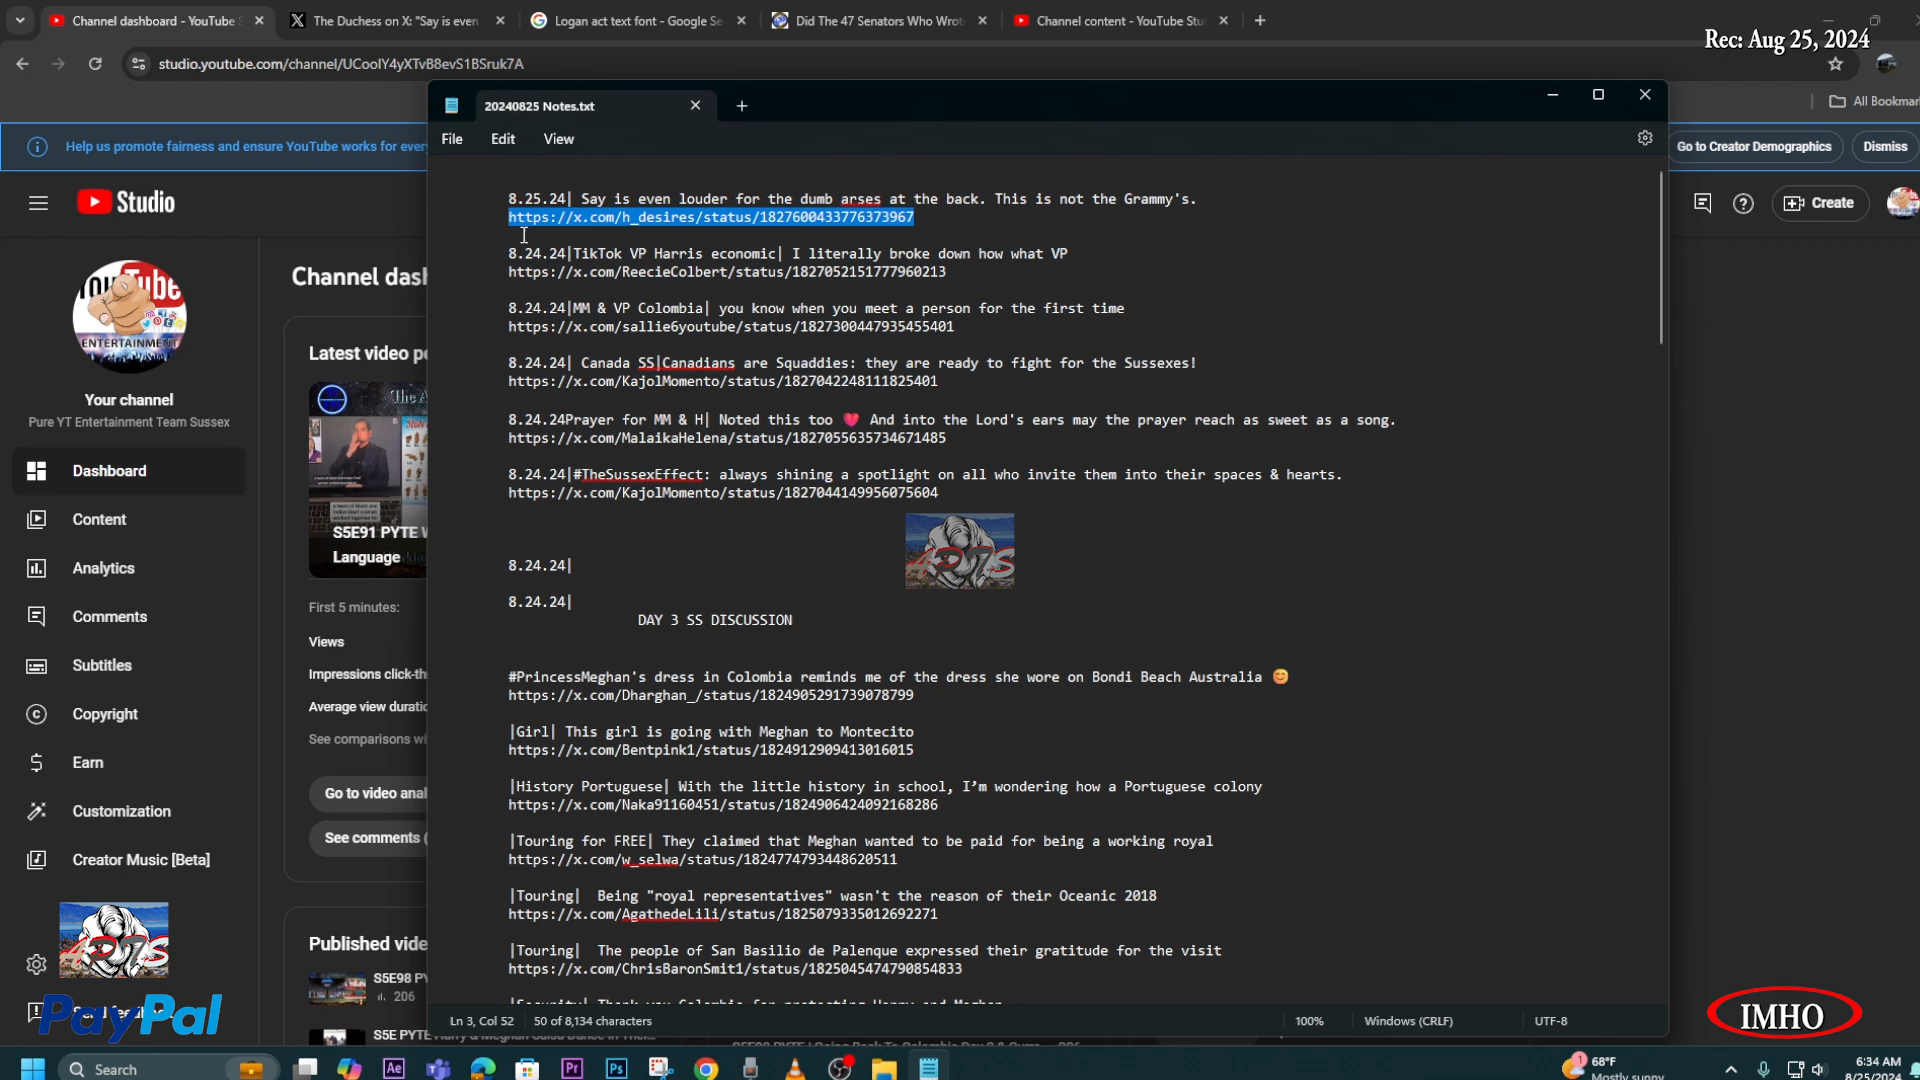 Channel dashboard - YouTube S
The Duchess on X: "Say is even
Logan act text font - Google Se
Did The 47 Senators Who Wrot
Channel content - YouTube Stu
Rec: Aug 25, 2024
studio.youtube.com/channel/UCoolY4yXTvB8evS1BSruk7A
All Bookmar
20240825 Notes.txt
File Edit View
Help us promote fairness and ensure YouTube works for ever
Go to Creator Demographics
Dismiss
Studio
Create
8.25.24| Say is even louder for the dumb arses at the back. This is not the Grammy's.
https://x.com/h_desires/status/1827600433776373967
8.24.24|TikTok VP Harris economic| I literally broke down how what VP
https://x.com/ReecieColbert/status/1827052151777960213
8.24.24|MM & VP Colombia| you know when you meet a person for the first time
https://x.com/sallie6youtube/status/1827300447935455401
8.24.24| Canada SS|Canadians are Squaddies: they are ready to fight for the Sussexes!
https://x.com/KajolMomento/status/1827042248111825401
8.24.24Prayer for MM & H| Noted this too 💗 And into the Lord's ears may the prayer reach as sweet as a song.
https://x.com/MalaikaHelena/status/1827055635734671485
8.24.24|#TheSussexEffect: always shining a spotlight on all who invite them into their spaces & hearts.
https://x.com/KajolMomento/status/1827044149956075604
8.24.24|
8.24.24|
DAY 3 SS DISCUSSION
#PrincessMeghan's dress in Colombia reminds me of the dress she wore on Bondi Beach Australia 😊
https://x.com/Dharghan_/status/1824905291739078799
|Girl| This girl is going with Meghan to Montecito
https://x.com/Bentpink1/status/1824912909413016015
|History Portuguese| With the little history in school, I'm wondering how a Portuguese colony
https://x.com/Naka91160451/status/1824906424092168286
|Touring for FREE| They claimed that Meghan wanted to be paid for being a working royal
https://x.com/w_selwa/status/1824774793448620511
|Touring|  Being "royal representatives" wasn't the reason of their Oceanic 2018
https://x.com/AgathedeLili/status/1825079335012692271
|Touring|  The people of San Basilio de Palenque expressed their gratitude for the visit
https://x.com/ChrisBaronSmit1/status/1825045474790854833
Ln 3, Col 52
50 of 8,134 characters
100%
Windows (CRLF)
UTF-8
ENTERTAINMENT
Your channel
Pure YT Entertainment Team Sussex
Dashboard
Content
Analytics
Comments
Subtitles
Copyright
Earn
Customization
Creator Music [Beta]
Channel das
Latest video pe
S5E91 PYTE W
Language
First 5 minutes:
Views
Impressions click-th
Average view duratio
See comparisons wi
Go to video anal
See comments (
Published vide
S5E98 PY
206
PayPal
IMHO
Search
68°F
Mostly sunny
6:34 AM
8/25/2024